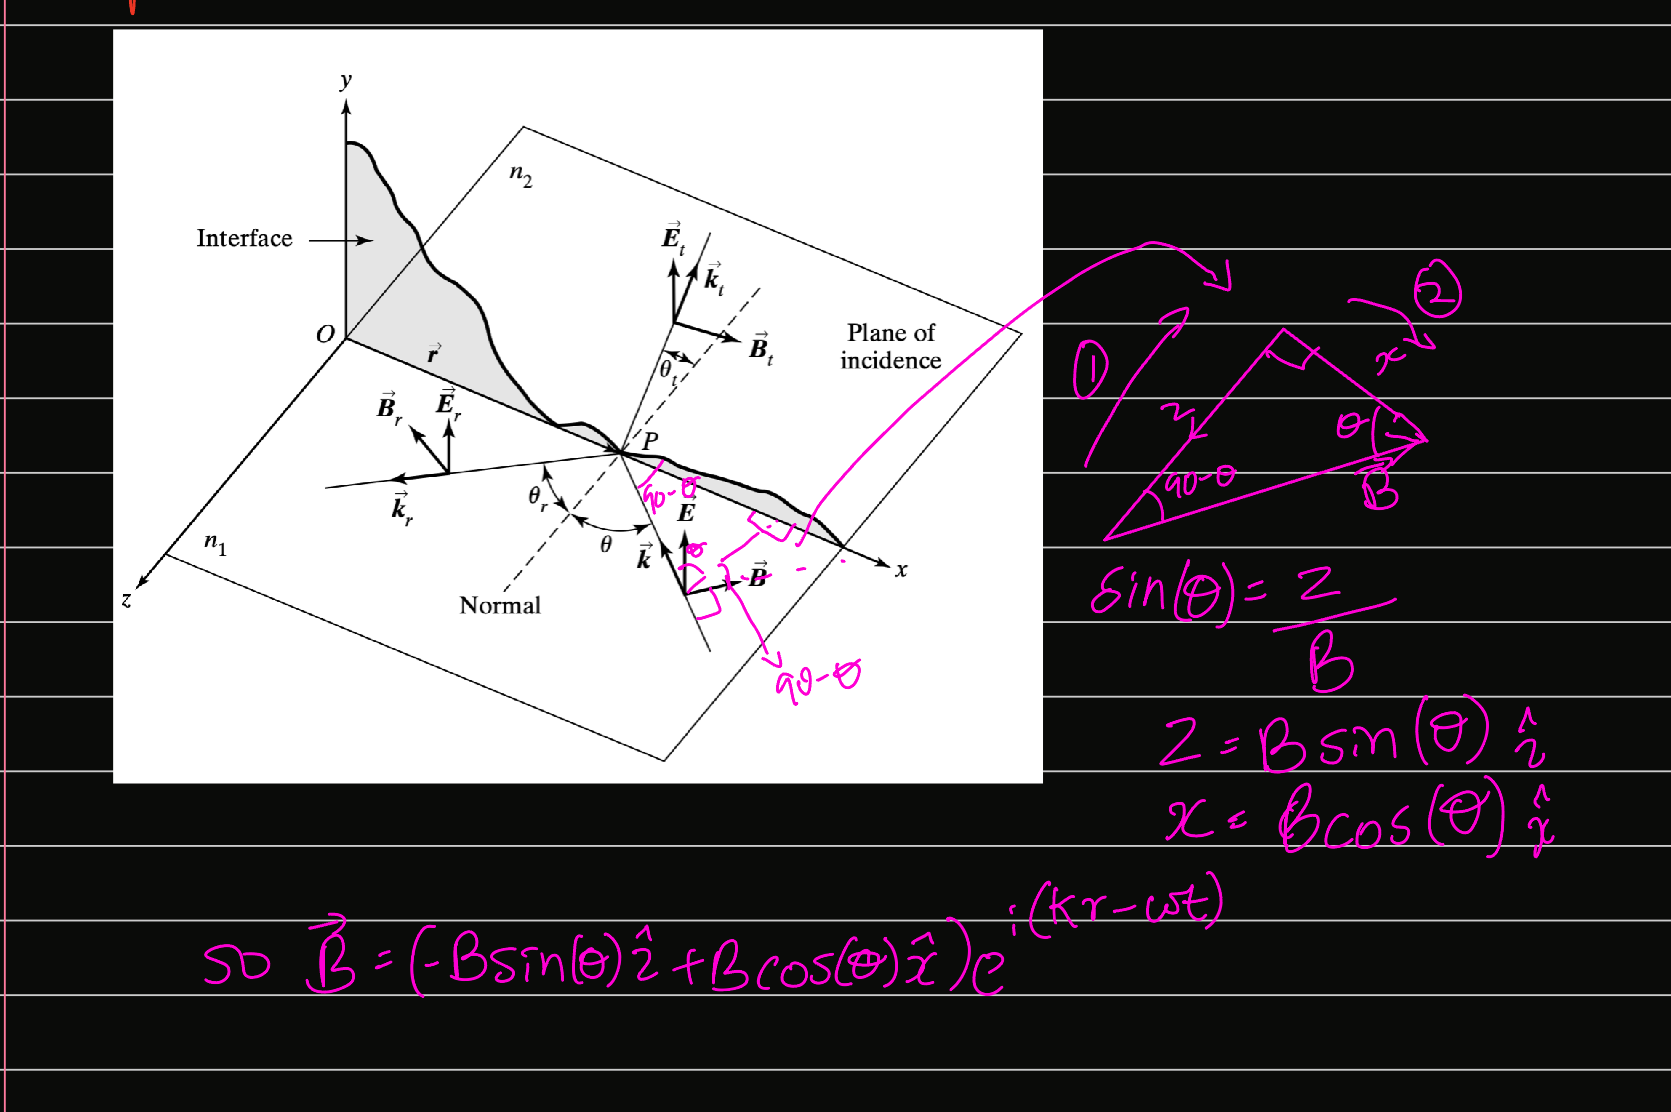 y
n₂
Interface
E⃗ₜ
k⃗ₜ
O
r⃗
B⃗ₜ
Plane of
incidence
θₜ
B⃗ᵣ
E⃗ᵣ
P
k⃗ᵣ
θᵣ
90-θ
E⃗
n₁
θ
k⃗
θ
B⃗
x
z
Normal
90-θ
①
②
z
x
θ
90-θ
B⃗
sin(θ) = z/B
z = B sin(θ) ẑ
x = B cos(θ) x̂
so B⃗ = (-B sin(θ) ẑ + B cos(θ) x̂) e^i(kr-ωt)